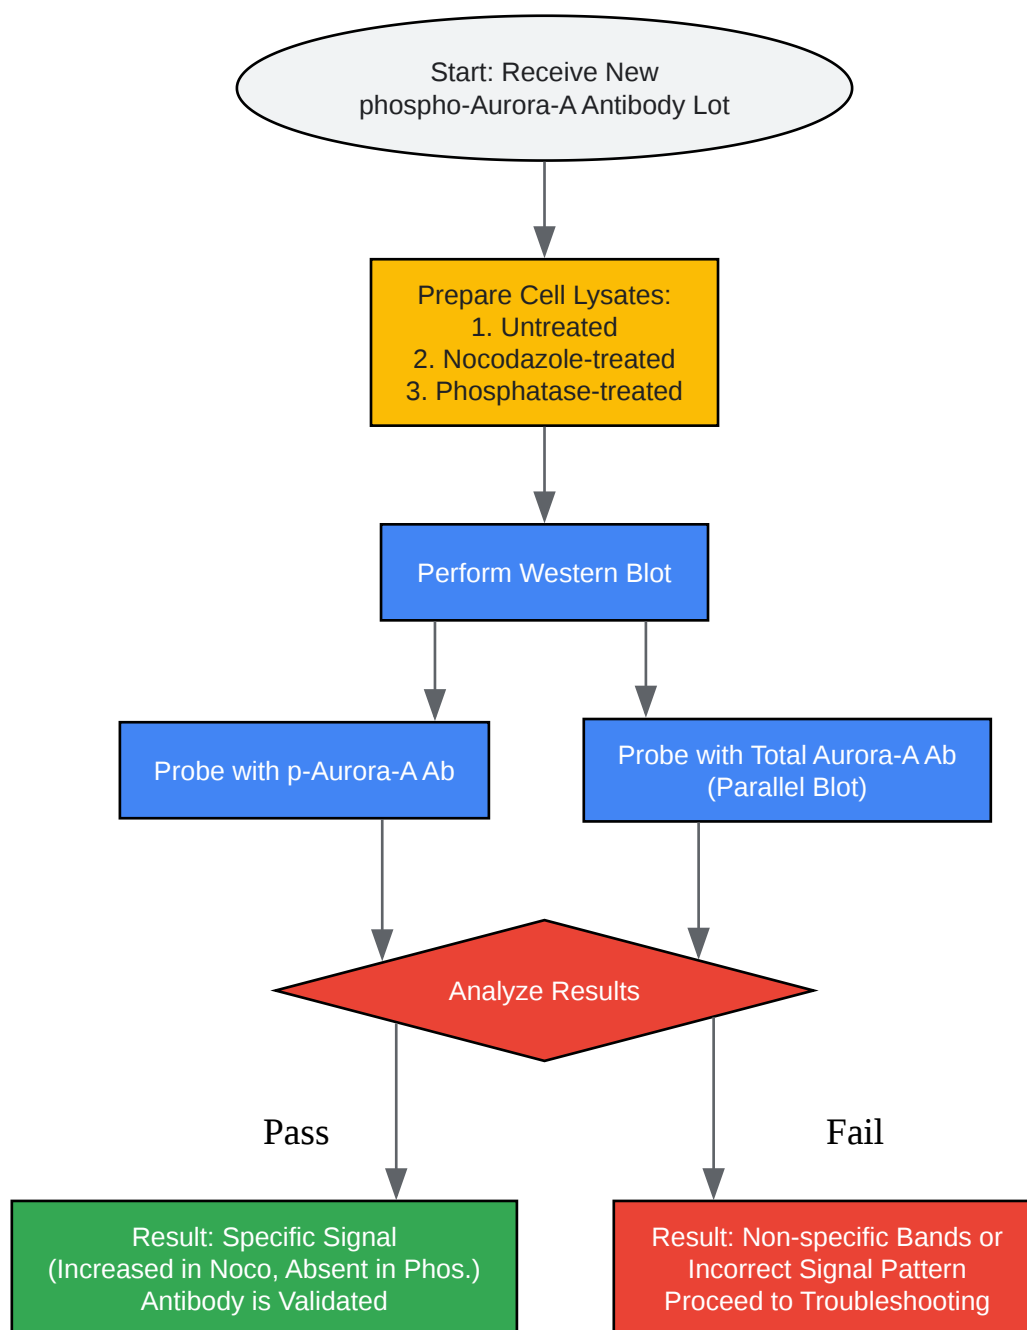 Start: Receive New
phospho-Aurora-A Antibody Lot
Prepare Cell Lysates:
1. Untreated
2. Nocodazole-treated
3. Phosphatase-treated
Perform Western Blot
Probe with p-Aurora-A Ab
Probe with Total Aurora-A Ab
(Parallel Blot)
Analyze Results
Pass
Fail
Result: Specific Signal
(Increased in Noco, Absent in Phos.)
Antibody is Validated
Result: Non-specific Bands or
Incorrect Signal Pattern
Proceed to Troubleshooting